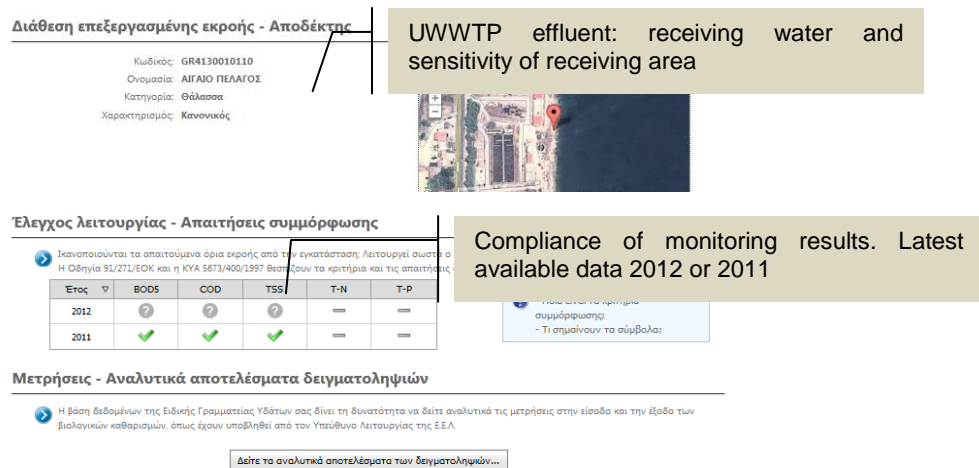 Διάθεση επεξεργασμένης εκροής - Αποδέκτης
UWWTP effluent: receiving water and
sensitivity of receiving area
Κωδικός: GR4130010110
Ονομασία: ΑΙΓΑΙΟ ΠΕΛΑΓΟΣ
Κατηγορία: Θάλασσα
Χαρακτηρισμός: Κανονικός
+
−
Έλεγχος λειτουργίας - Απαιτήσεις συμμόρφωσης
Compliance of monitoring results. Latest
available data 2012 or 2011
Ικανοποιούνται τα απαιτούμενα όρια εκροής από την εγκατάσταση; Λειτουργεί σωστά ο
Η Οδηγία 91/271/ΕΟΚ και η ΚΥΑ 5673/400/1997 θεσπίζουν τα κριτήρια και τις απαιτήσεις
Έτος BOD5 COD TSS T-N T-P
2012 ? ? ?
2011
- Ποια είναι τα κριτήρια
συμμόρφωσης;
- Τι σημαίνουν τα σύμβολα;
Μετρήσεις - Αναλυτικά αποτελέσματα δειγματοληψιών
Η βάση δεδομένων της Ειδικής Γραμματείας Υδάτων σας δίνει τη δυνατότητα να δείτε αναλυτικά τις μετρήσεις στην είσοδο και την έξοδο των
βιολογικών καθαρισμών, όπως έχουν υποβληθεί από τον Υπεύθυνο Λειτουργίας της Ε.Ε.Λ.
Δείτε τα αναλυτικά αποτελέσματα των δειγματοληψιών...